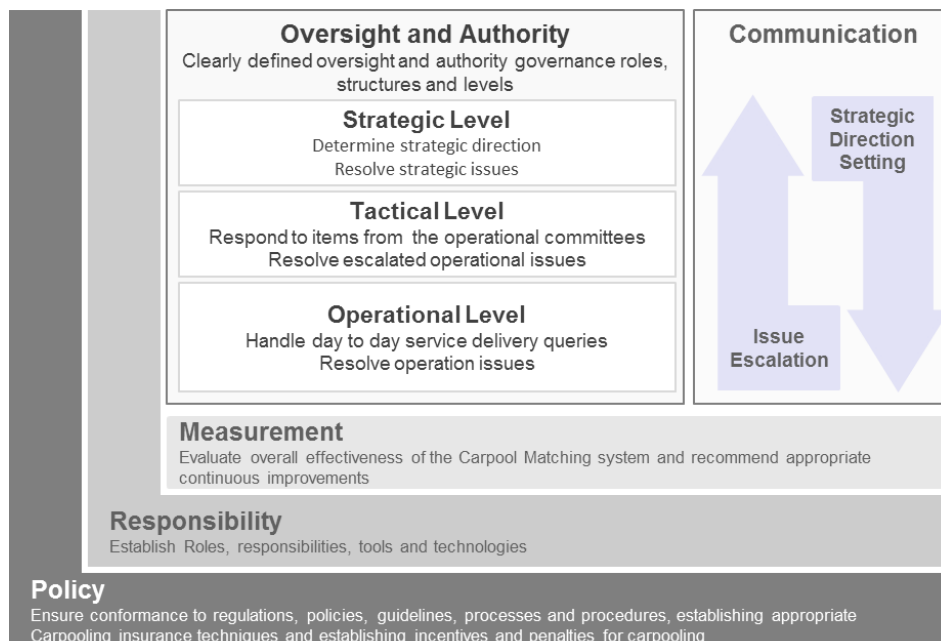 Oversight and Authority
Clearly defined oversight and authority governance roles,
structures and levels
Strategic Level
Determine strategic direction
Resolve strategic issues
Tactical Level
Respond to items from the operational committees
Resolve escalated operational issues
Operational Level
Handle day to day service delivery queries
Resolve operation issues
Communication
Strategic
Direction
Setting
Issue
Escalation
Measurement
Evaluate overall effectiveness of the Carpool Matching system and recommend appropriate
continuous improvements
Responsibility
Establish Roles, responsibilities, tools and technologies
Policy
Ensure conformance to regulations, policies, guidelines, processes and procedures, establishing appropriate
Carpooling insurance techniques and establishing incentives and penalties for carpooling